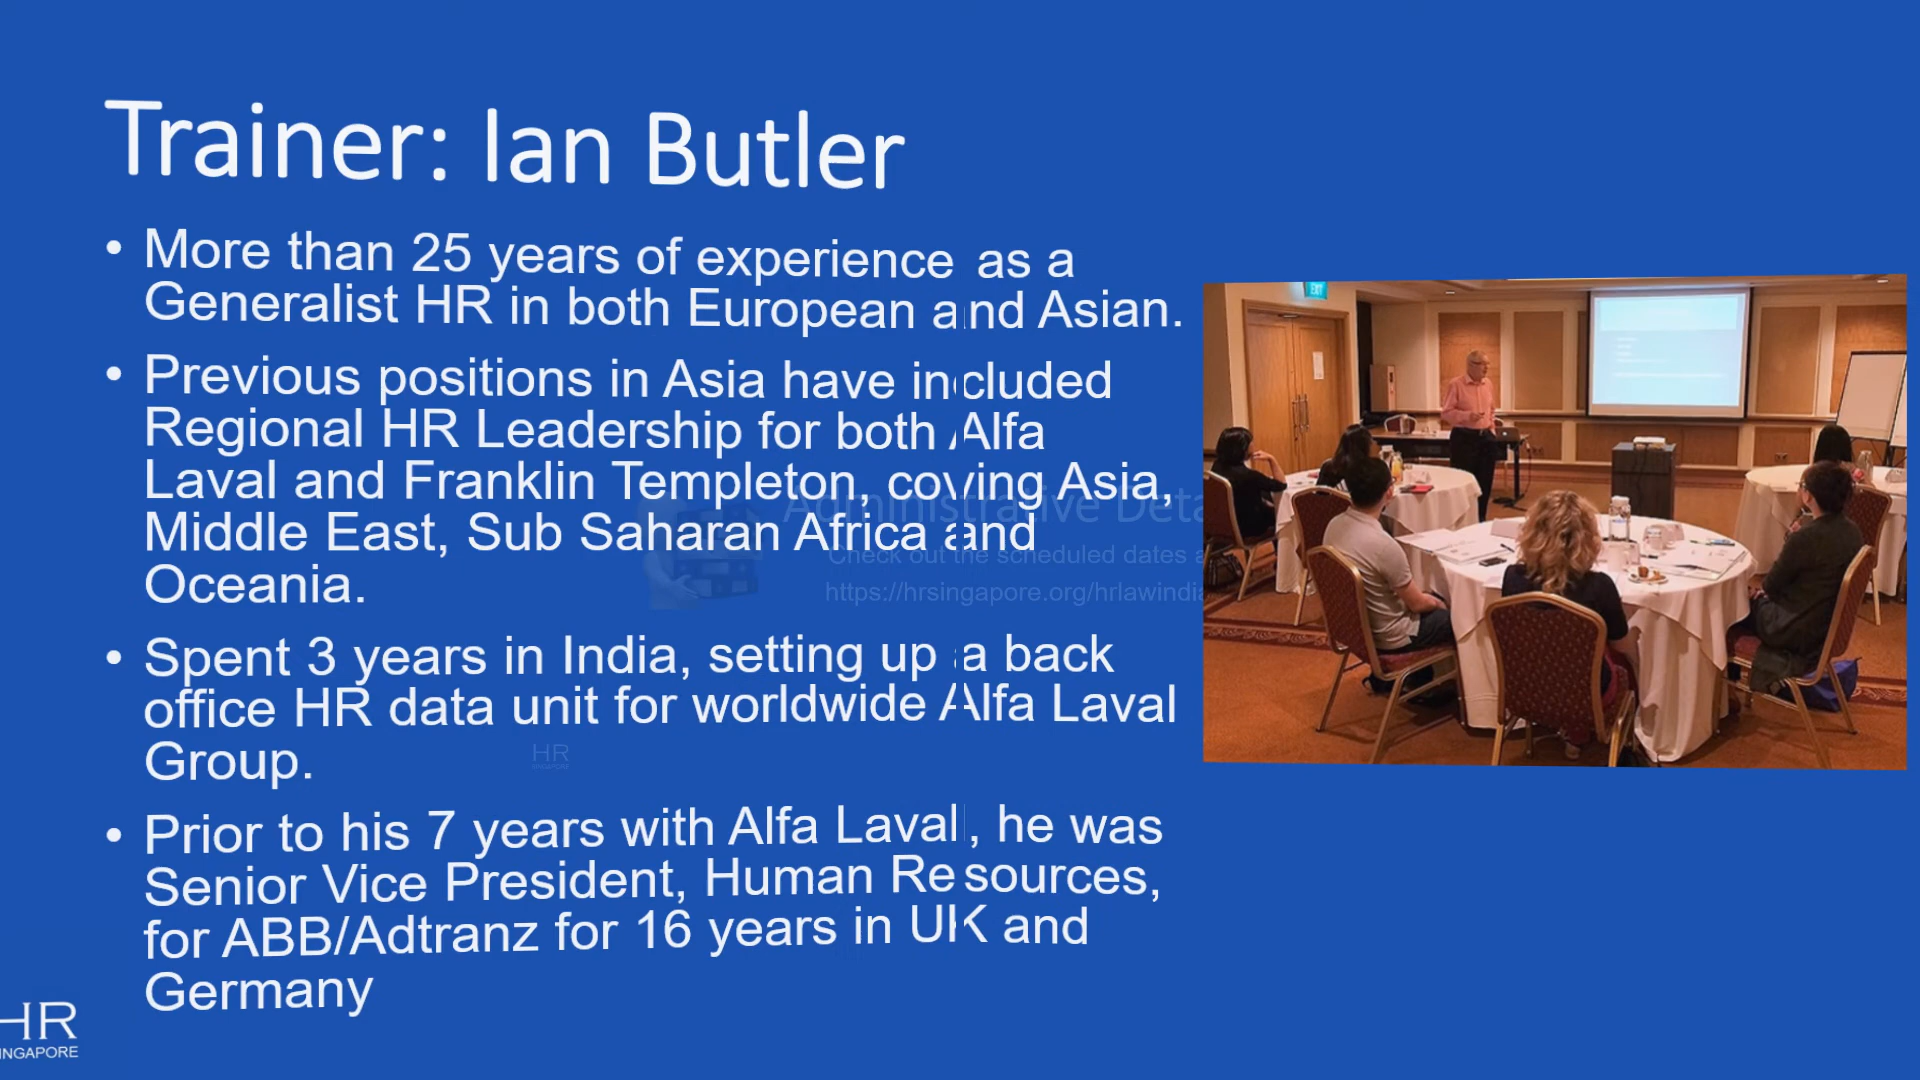 Trainer: Ian Butler
• More than 25 years of experience as a
Generalist HR in both European and Asian.
• Previous positions in Asia have included
Regional HR Leadership for both Alfa
Laval and Franklin Templeton, coving Asia,
Middle East, Sub Saharan Africa and
Oceania.
• Spent 3 years in India, setting up a back
office HR data unit for worldwide Alfa Laval
Group.
• Prior to his 7 years with Alfa Laval, he was
Senior Vice President, Human Resources,
for ABB/Adtranz for 16 years in UK and
Germany
Administrative Deta
Check out the scheduled dates a
https://hrsingapore.org/hrlawindia
HR
SINGAPORE
EXIT
HR
INGAPORE